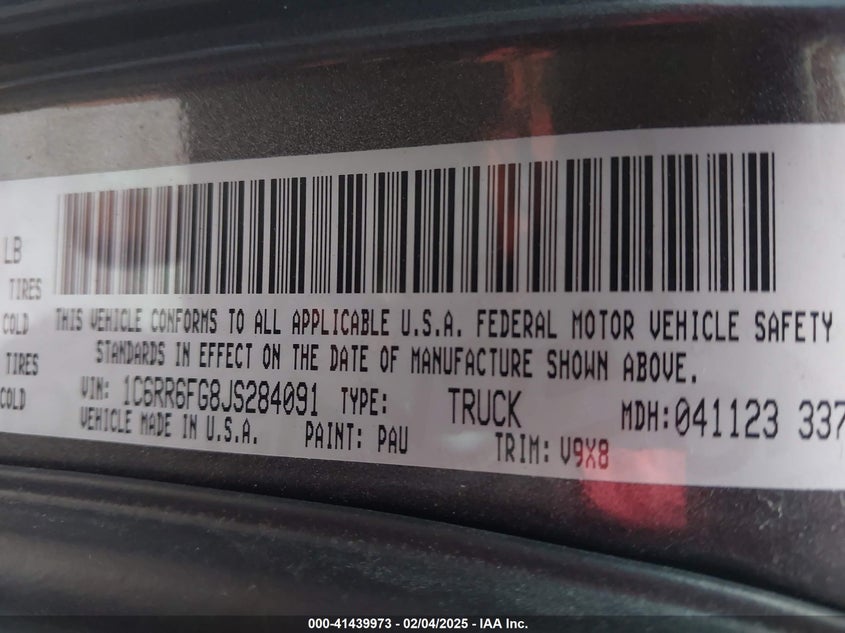 LB
TIRES
COLD
TIRES
COLD
THIS VEHICLE CONFORMS TO ALL APPLICABLE U.S.A. FEDERAL MOTOR VEHICLE SAFETY
STANDARDS IN EFFECT ON THE DATE OF MANUFACTURE SHOWN ABOVE.
VIN: 1C6RR6FG8JS284091 TYPE: TRUCK MDH: 041123 337
VEHICLE MADE IN U.S.A. PAINT: PAU TRIM: V9X8
000-41439973 - 02/04/2025 - IAA Inc.